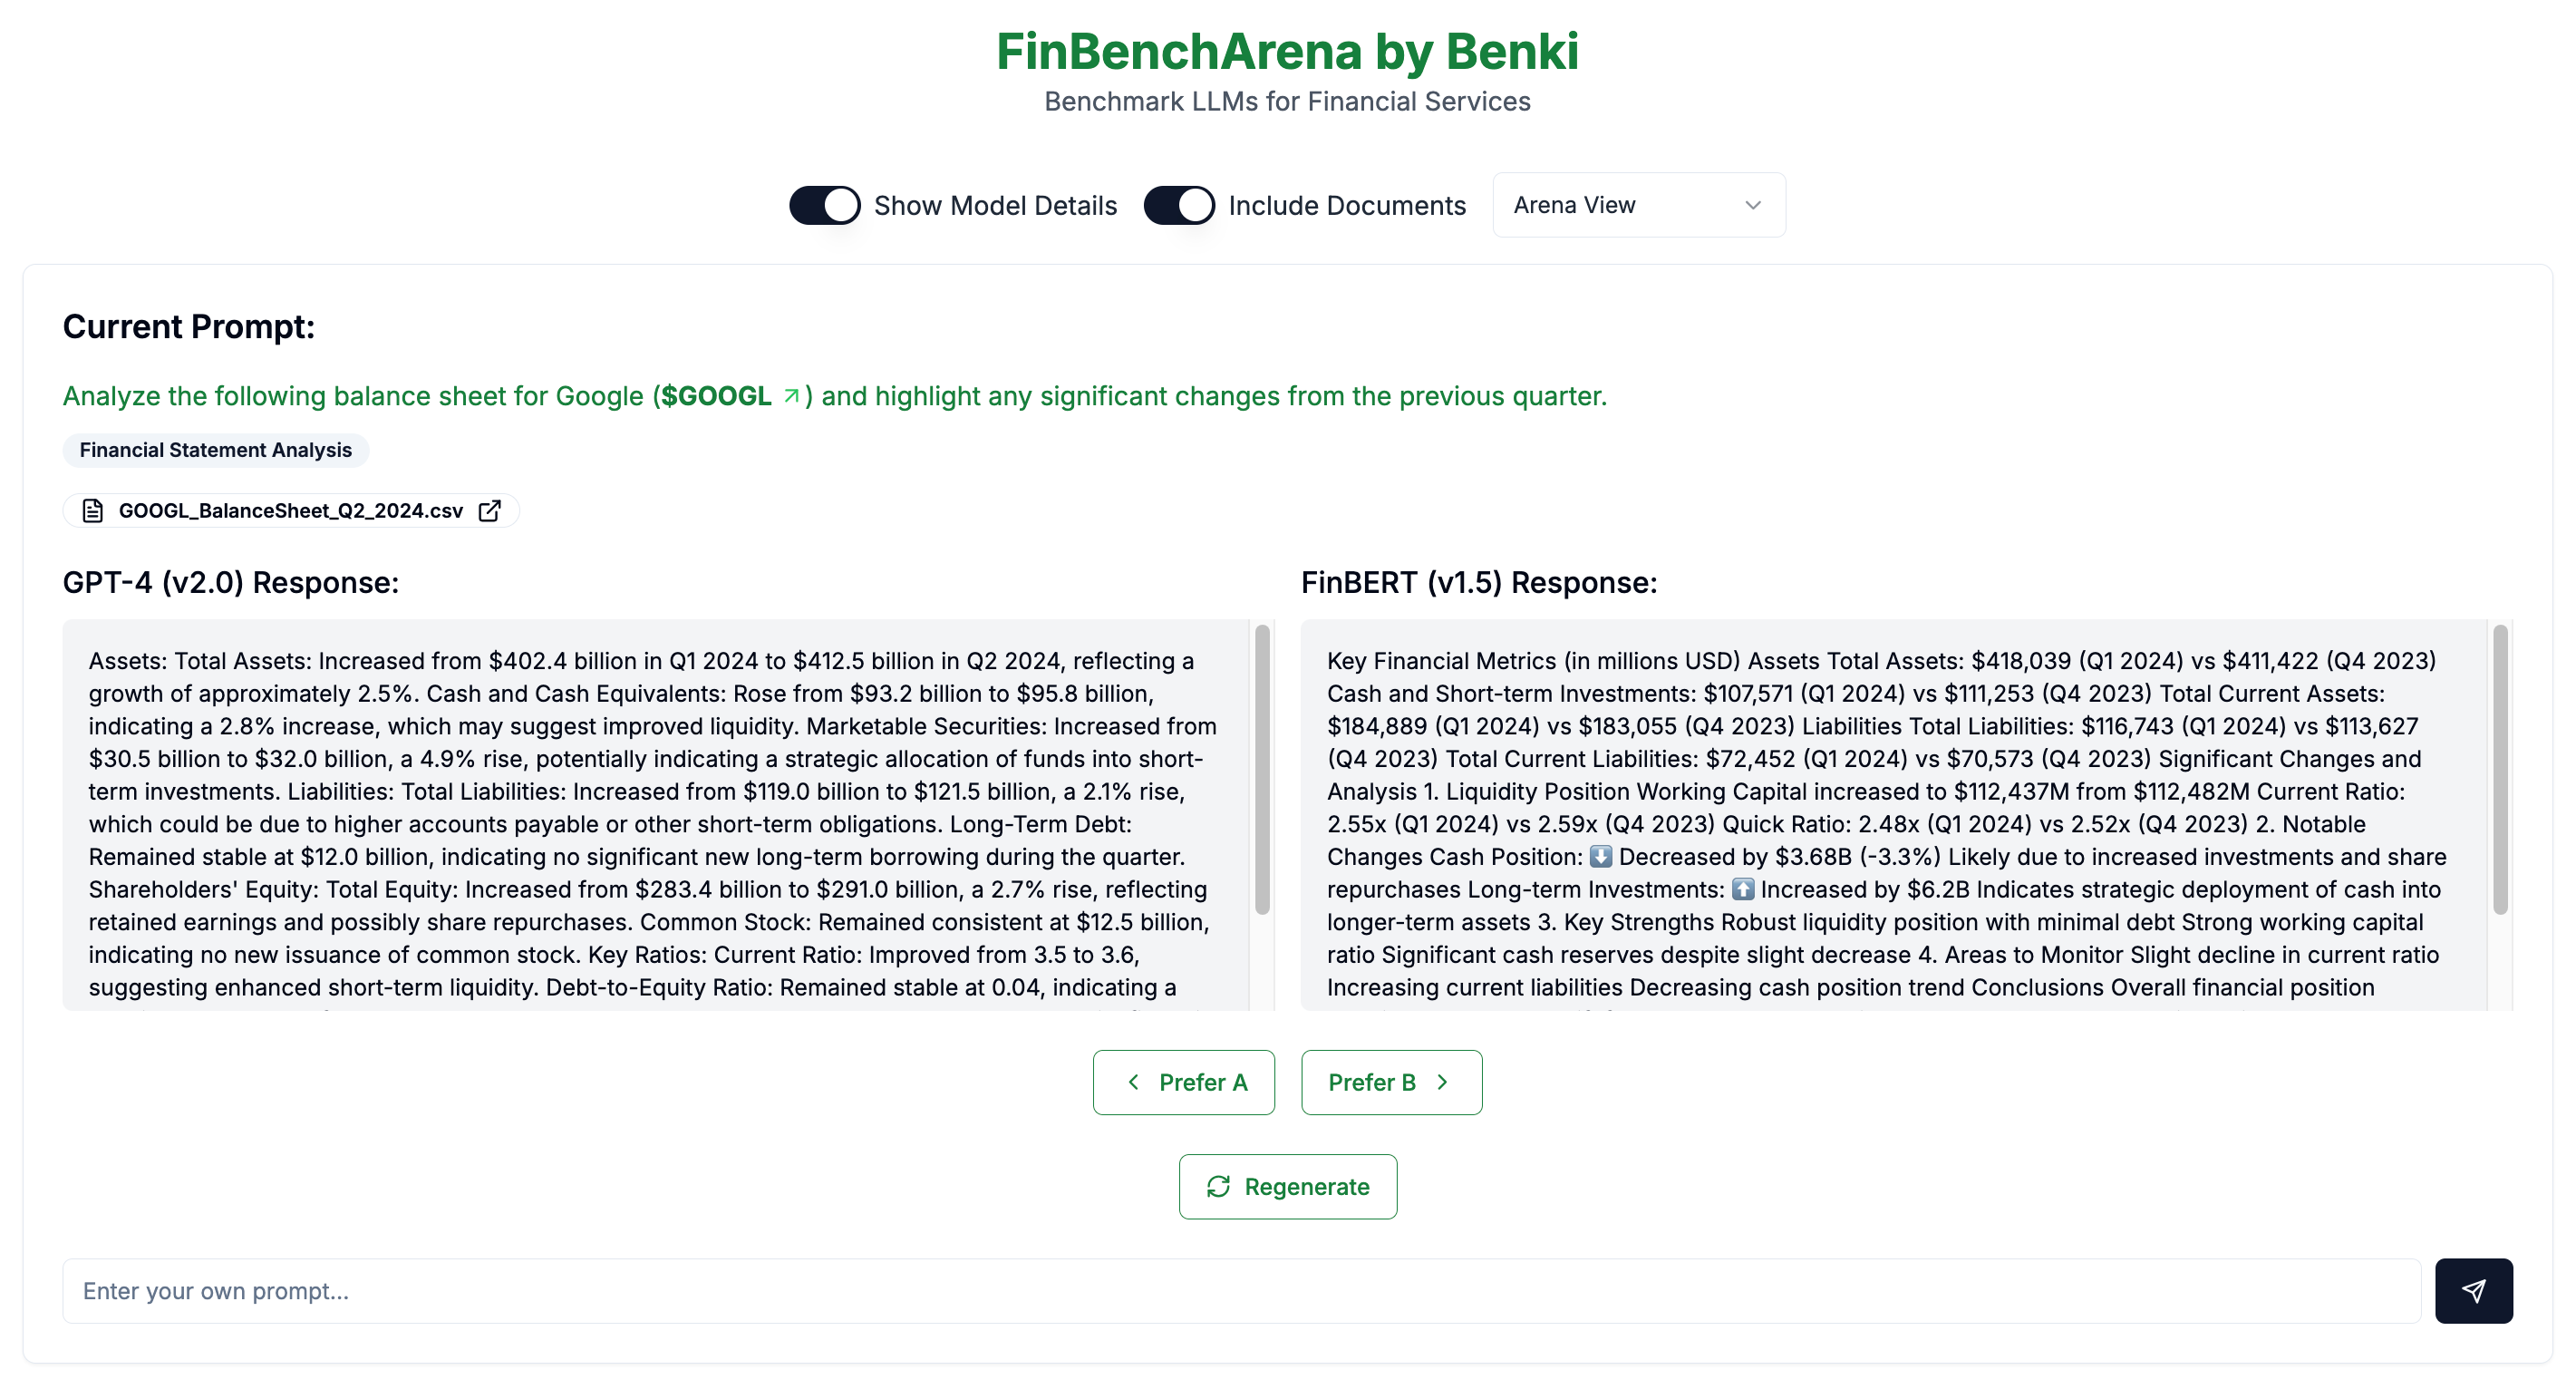 FinBenchArena by Benki
Benchmark LLMs for Financial Services
Show Model Details
Include Documents
Arena View
Current Prompt:
Analyze the following balance sheet for Google ($GOOGL ) and highlight any significant changes from the previous quarter.
Financial Statement Analysis
GOOGL_BalanceSheet_Q2_2024.csv
GPT-4 (v2.0) Response:
Assets: Total Assets: Increased from $402.4 billion in Q1 2024 to $412.5 billion in Q2 2024, reflecting a
growth of approximately 2.5%. Cash and Cash Equivalents: Rose from $93.2 billion to $95.8 billion,
indicating a 2.8% increase, which may suggest improved liquidity. Marketable Securities: Increased from
$30.5 billion to $32.0 billion, a 4.9% rise, potentially indicating a strategic allocation of funds into short-
term investments. Liabilities: Total Liabilities: Increased from $119.0 billion to $121.5 billion, a 2.1% rise,
which could be due to higher accounts payable or other short-term obligations. Long-Term Debt:
Remained stable at $12.0 billion, indicating no significant new long-term borrowing during the quarter.
Shareholders' Equity: Total Equity: Increased from $283.4 billion to $291.0 billion, a 2.7% rise, reflecting
retained earnings and possibly share repurchases. Common Stock: Remained consistent at $12.5 billion,
indicating no new issuance of common stock. Key Ratios: Current Ratio: Improved from 3.5 to 3.6,
suggesting enhanced short-term liquidity. Debt-to-Equity Ratio: Remained stable at 0.04, indicating a
FinBERT (v1.5) Response:
Key Financial Metrics (in millions USD) Assets Total Assets: $418,039 (Q1 2024) vs $411,422 (Q4 2023)
Cash and Short-term Investments: $107,571 (Q1 2024) vs $111,253 (Q4 2023) Total Current Assets:
$184,889 (Q1 2024) vs $183,055 (Q4 2023) Liabilities Total Liabilities: $116,743 (Q1 2024) vs $113,627
(Q4 2023) Total Current Liabilities: $72,452 (Q1 2024) vs $70,573 (Q4 2023) Significant Changes and
Analysis 1. Liquidity Position Working Capital increased to $112,437M from $112,482M Current Ratio:
2.55x (Q1 2024) vs 2.59x (Q4 2023) Quick Ratio: 2.48x (Q1 2024) vs 2.52x (Q4 2023) 2. Notable
Changes Cash Position: ⬇️ Decreased by $3.68B (-3.3%) Likely due to increased investments and share
repurchases Long-term Investments: ⬆️ Increased by $6.2B Indicates strategic deployment of cash into
longer-term assets 3. Key Strengths Robust liquidity position with minimal debt Strong working capital
ratio Significant cash reserves despite slight decrease 4. Areas to Monitor Slight decline in current ratio
Increasing current liabilities Decreasing cash position trend Conclusions Overall financial position
Prefer A
Prefer B
Regenerate
Enter your own prompt...